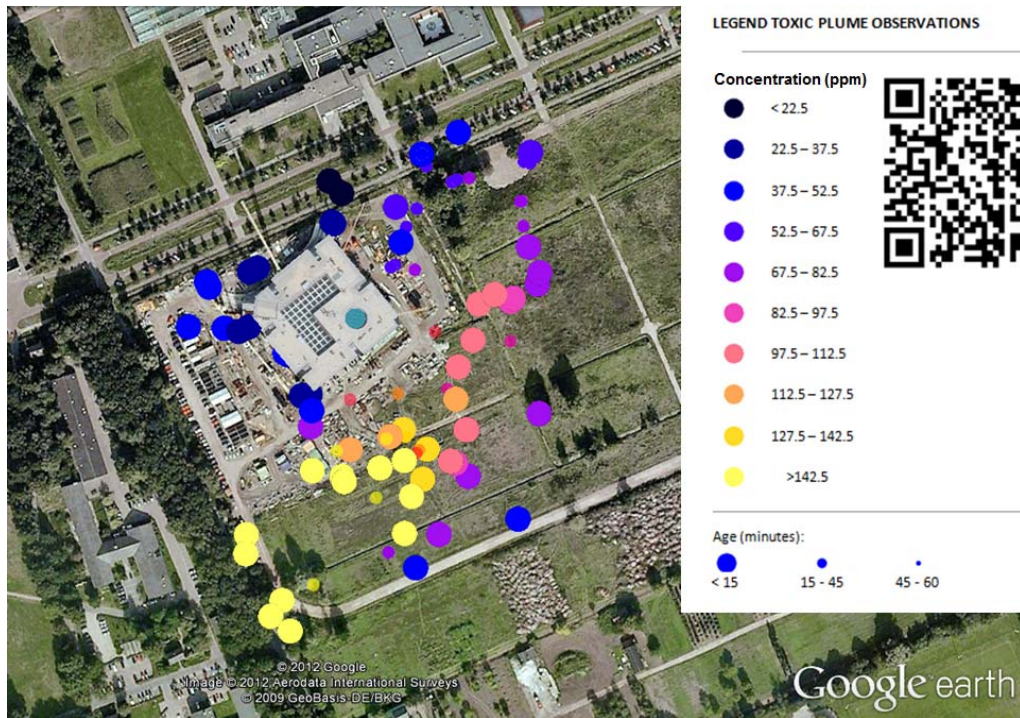 LEGEND TOXIC PLUME OBSERVATIONS
Concentration (ppm)
< 22.5
22.5 – 37.5
37.5 – 52.5
52.5 – 67.5
67.5 – 82.5
82.5 – 97.5
97.5 – 112.5
112.5 – 127.5
127.5 – 142.5
>142.5
Age (minutes):
< 15 15 - 45 45 - 60
© 2012 Google
Image © 2012 Aerodata International Surveys
© 2009 GeoBasis-DE/BKG
Google earth